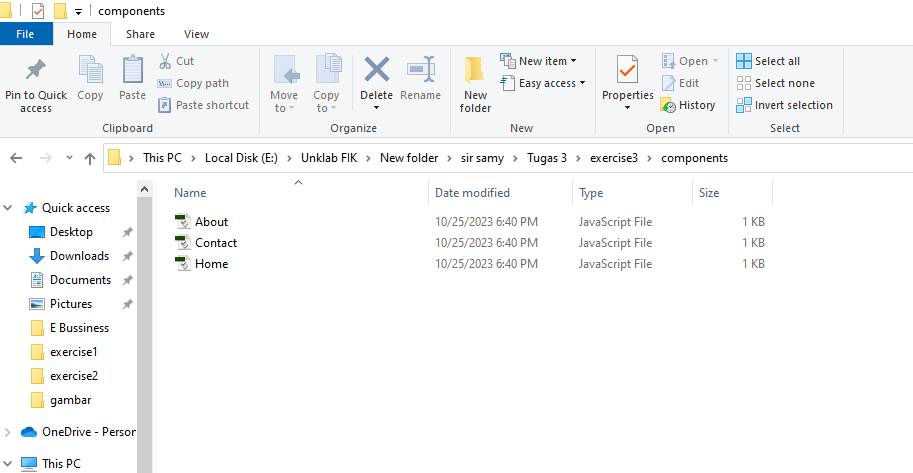 components
File Home Share View
Pin to Quick access
Copy
Paste
Cut
Copy path
Paste shortcut
Clipboard
Move to
Copy to
Delete
Rename
Organize
New folder
New item
Easy access
New
Properties
Open
Edit
History
Open
Select all
Select none
Invert selection
Select
This PC > Local Disk (E:) > Unklab FIK > New folder > sir samy > Tugas 3 > exercise3 > components
Name Date modified Type Size
About 10/25/2023 6:40 PM JavaScript File 1 KB
Contact 10/25/2023 6:40 PM JavaScript File 1 KB
Home 10/25/2023 6:40 PM JavaScript File 1 KB
Quick access
Desktop
Downloads
Documents
Pictures
E Bussiness
exercise1
exercise2
gambar
OneDrive - Person
This PC